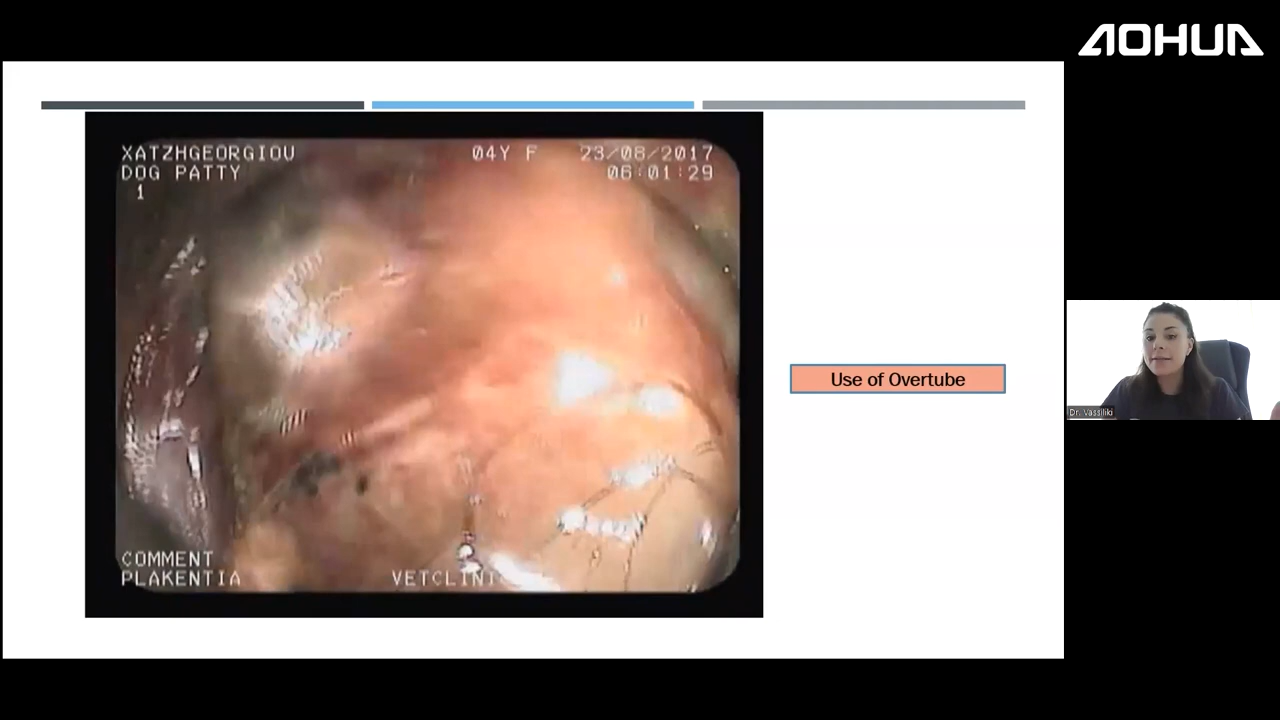 AOHUA
XATZHGEORGIOU 04Y F 23/08/2017
DOG PATTY 06:01:29
1
Use of Overtube
Dr. Vassiliki
COMMENT
PLAKENTIA VETCLINI